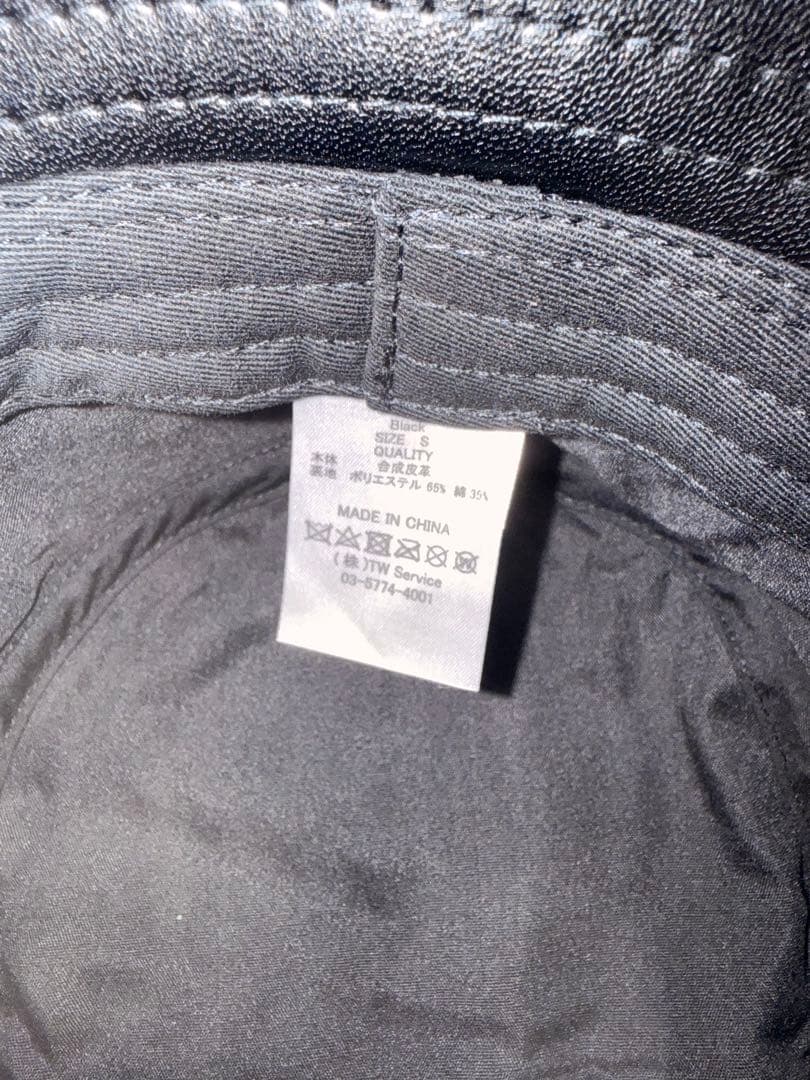 Black
SIZE S
QUALITY
本体 合成皮革
裏地 ポリエステル 65% 綿 35%
MADE IN CHINA
(株)TW Service
03-5774-4001